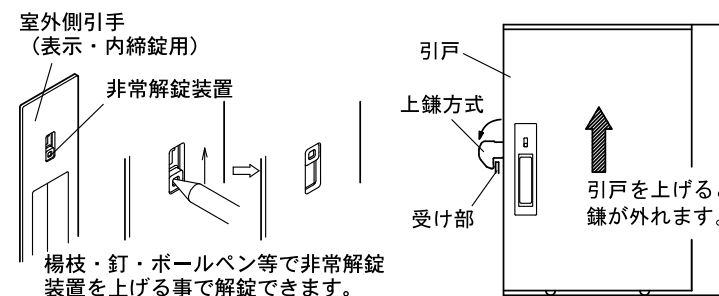 室外側引手
（表示・内締錠用）
非常解錠装置
楊枝・釘・ボールペン等で非常解錠
装置を上げる事で解錠できます。
引戸
上鎌方式
受け部
引戸を上げると
鎌が外れます。